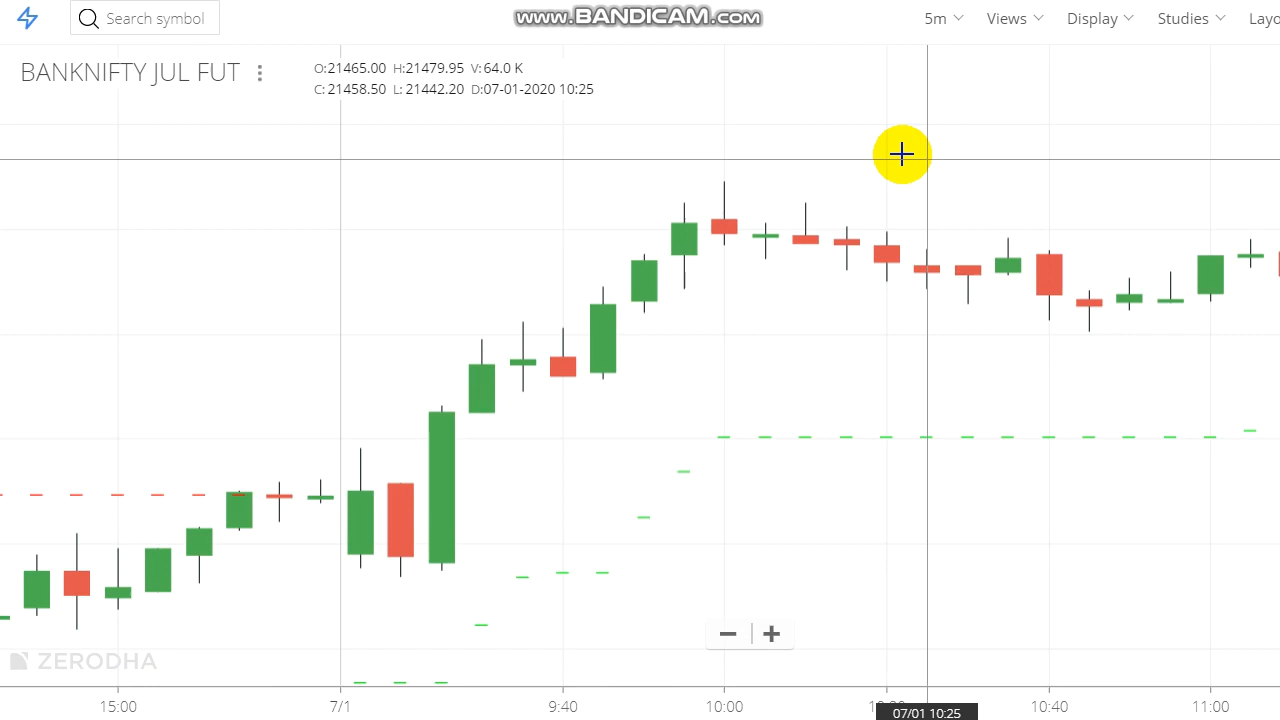 Search symbol
www.BANDICAM.com
5m
Views
Display
Studies
Layo
BANKNIFTY JUL FUT
O:21465.00 H:21479.95 V:64.0 K
C:21458.50 L:21442.20 D:07-01-2020 10:25
ZERODHA
15:00
7/1
9:40
10:00
10:40
11:00
07/01 10:25